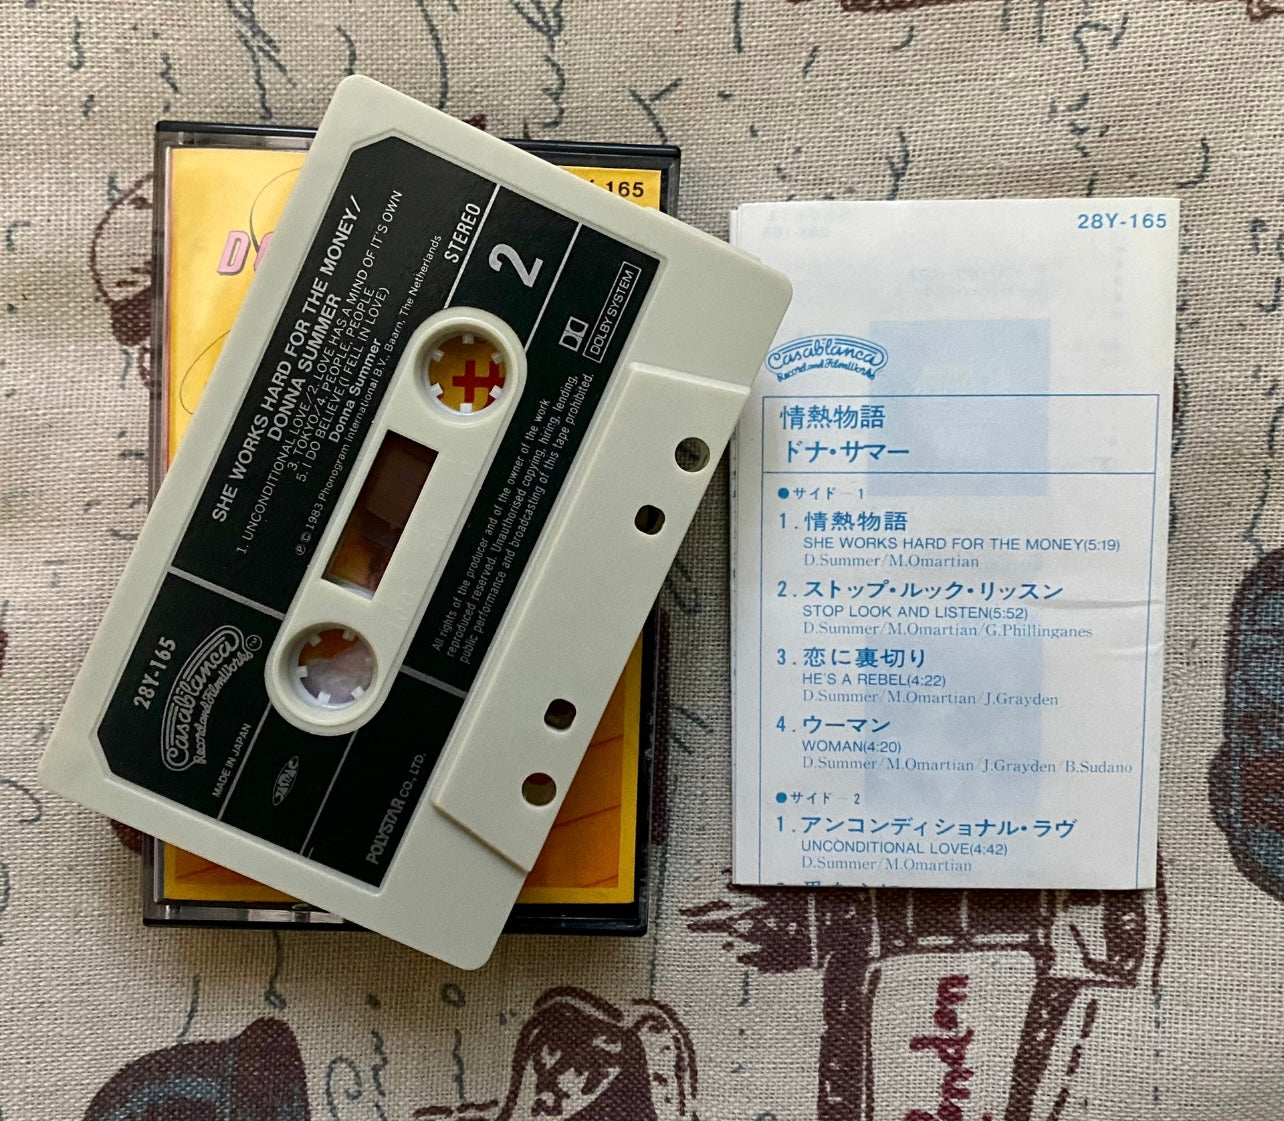 165
D
SHE WORKS HARD FOR THE MONEY/
DONNA SUMMER
1. UNCONDITIONAL LOVE/2. LOVE HAS A MIND OF IT'S OWN
3. TOKYO/4. PEOPLE, PEOPLE
5. I DO BELIEVE (I FELL IN LOVE)
Donna Summer
℗ © 1983 Phonogram International B.V., Baarn, The Netherlands
STEREO
2
DOLBY SYSTEM
All rights of the producer and of the owner of the work
reproduced reserved. Unauthorised copying, hiring, lending,
public performance and broadcasting of this tape prohibited.
28Y-165
Casablanca
Record and FilmWorks
MADE IN JAPAN
JASRAC
POLYSTAR CO., LTD.
28Y-165
Casablanca
Record and FilmWorks
情熱物語
ドナ・サマー
●サイド－1
1.情熱物語
SHE WORKS HARD FOR THE MONEY(5:19)
D.Summer/M.Omartian
2.ストップ・ルック・リッスン
STOP LOOK AND LISTEN(5:52)
D.Summer/M.Omartian/G.Phillinganes
3.恋に裏切り
HE'S A REBEL(4:22)
D.Summer/M.Omartian/J.Grayden
4.ウーマン
WOMAN(4:20)
D.Summer/M.Omartian/J.Grayden/B.Sudano
●サイド－2
1.アンコンディショナル・ラヴ
UNCONDITIONAL LOVE(4:42)
D.Summer/M.Omartian